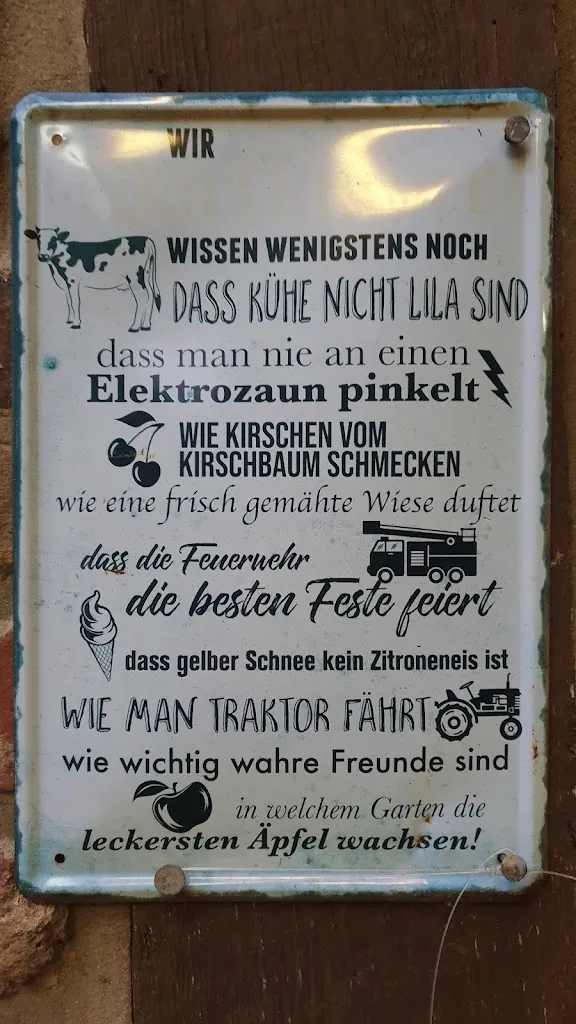 WIR
WISSEN WENIGSTENS NOCH
DASS KÜHE NICHT LILA SIND
dass man nie an einen
Elektrozaun pinkelt
WIE KIRSCHEN VOM
KIRSCHBAUM SCHMECKEN
wie eine frisch gemähte Wiese duftet
dass die Feuerwehr
die besten Feste feiert
dass gelber Schnee kein Zitroneneis ist
WIE MAN TRAKTOR FÄHRT
wie wichtig wahre Freunde sind
in welchem Garten die
leckersten Äpfel wachsen!